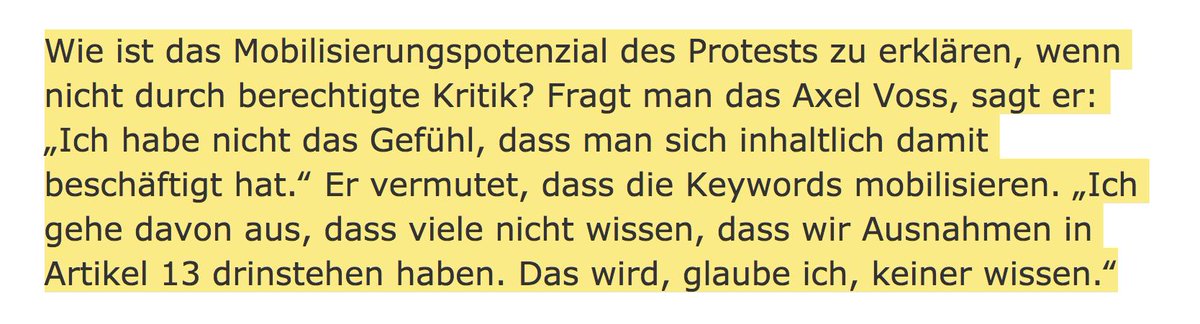 Wie ist das Mobilisierungspotenzial des Protests zu erklären, wenn
nicht durch berechtigte Kritik? Fragt man das Axel Voss, sagt er:
„Ich habe nicht das Gefühl, dass man sich inhaltlich damit
beschäftigt hat.“ Er vermutet, dass die Keywords mobilisieren. „Ich
gehe davon aus, dass viele nicht wissen, dass wir Ausnahmen in
Artikel 13 drinstehen haben. Das wird, glaube ich, keiner wissen.“